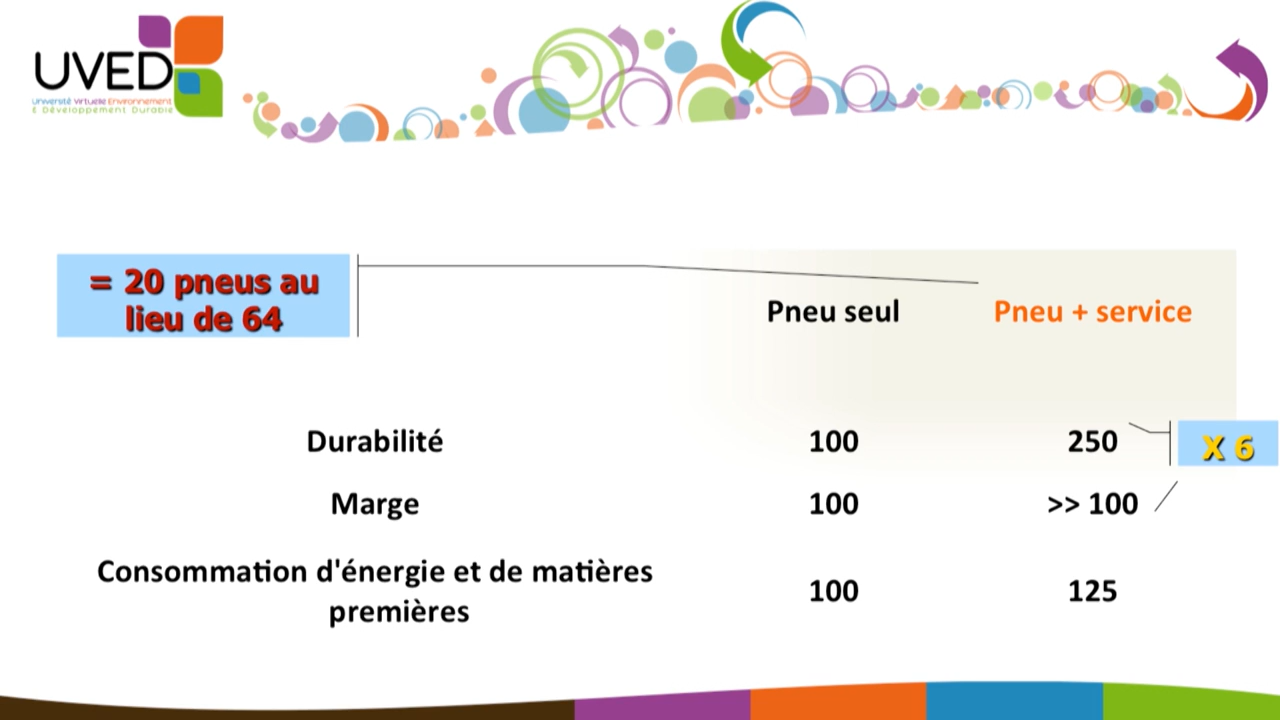 UVED
Université Virtuelle Environnement
& Développement Durable
= 20 pneus au
lieu de 64
Pneu seul
Pneu + service
Durabilité
100
250
X 6
Marge
100
>> 100
Consommation d'énergie et de matières
premières
100
125